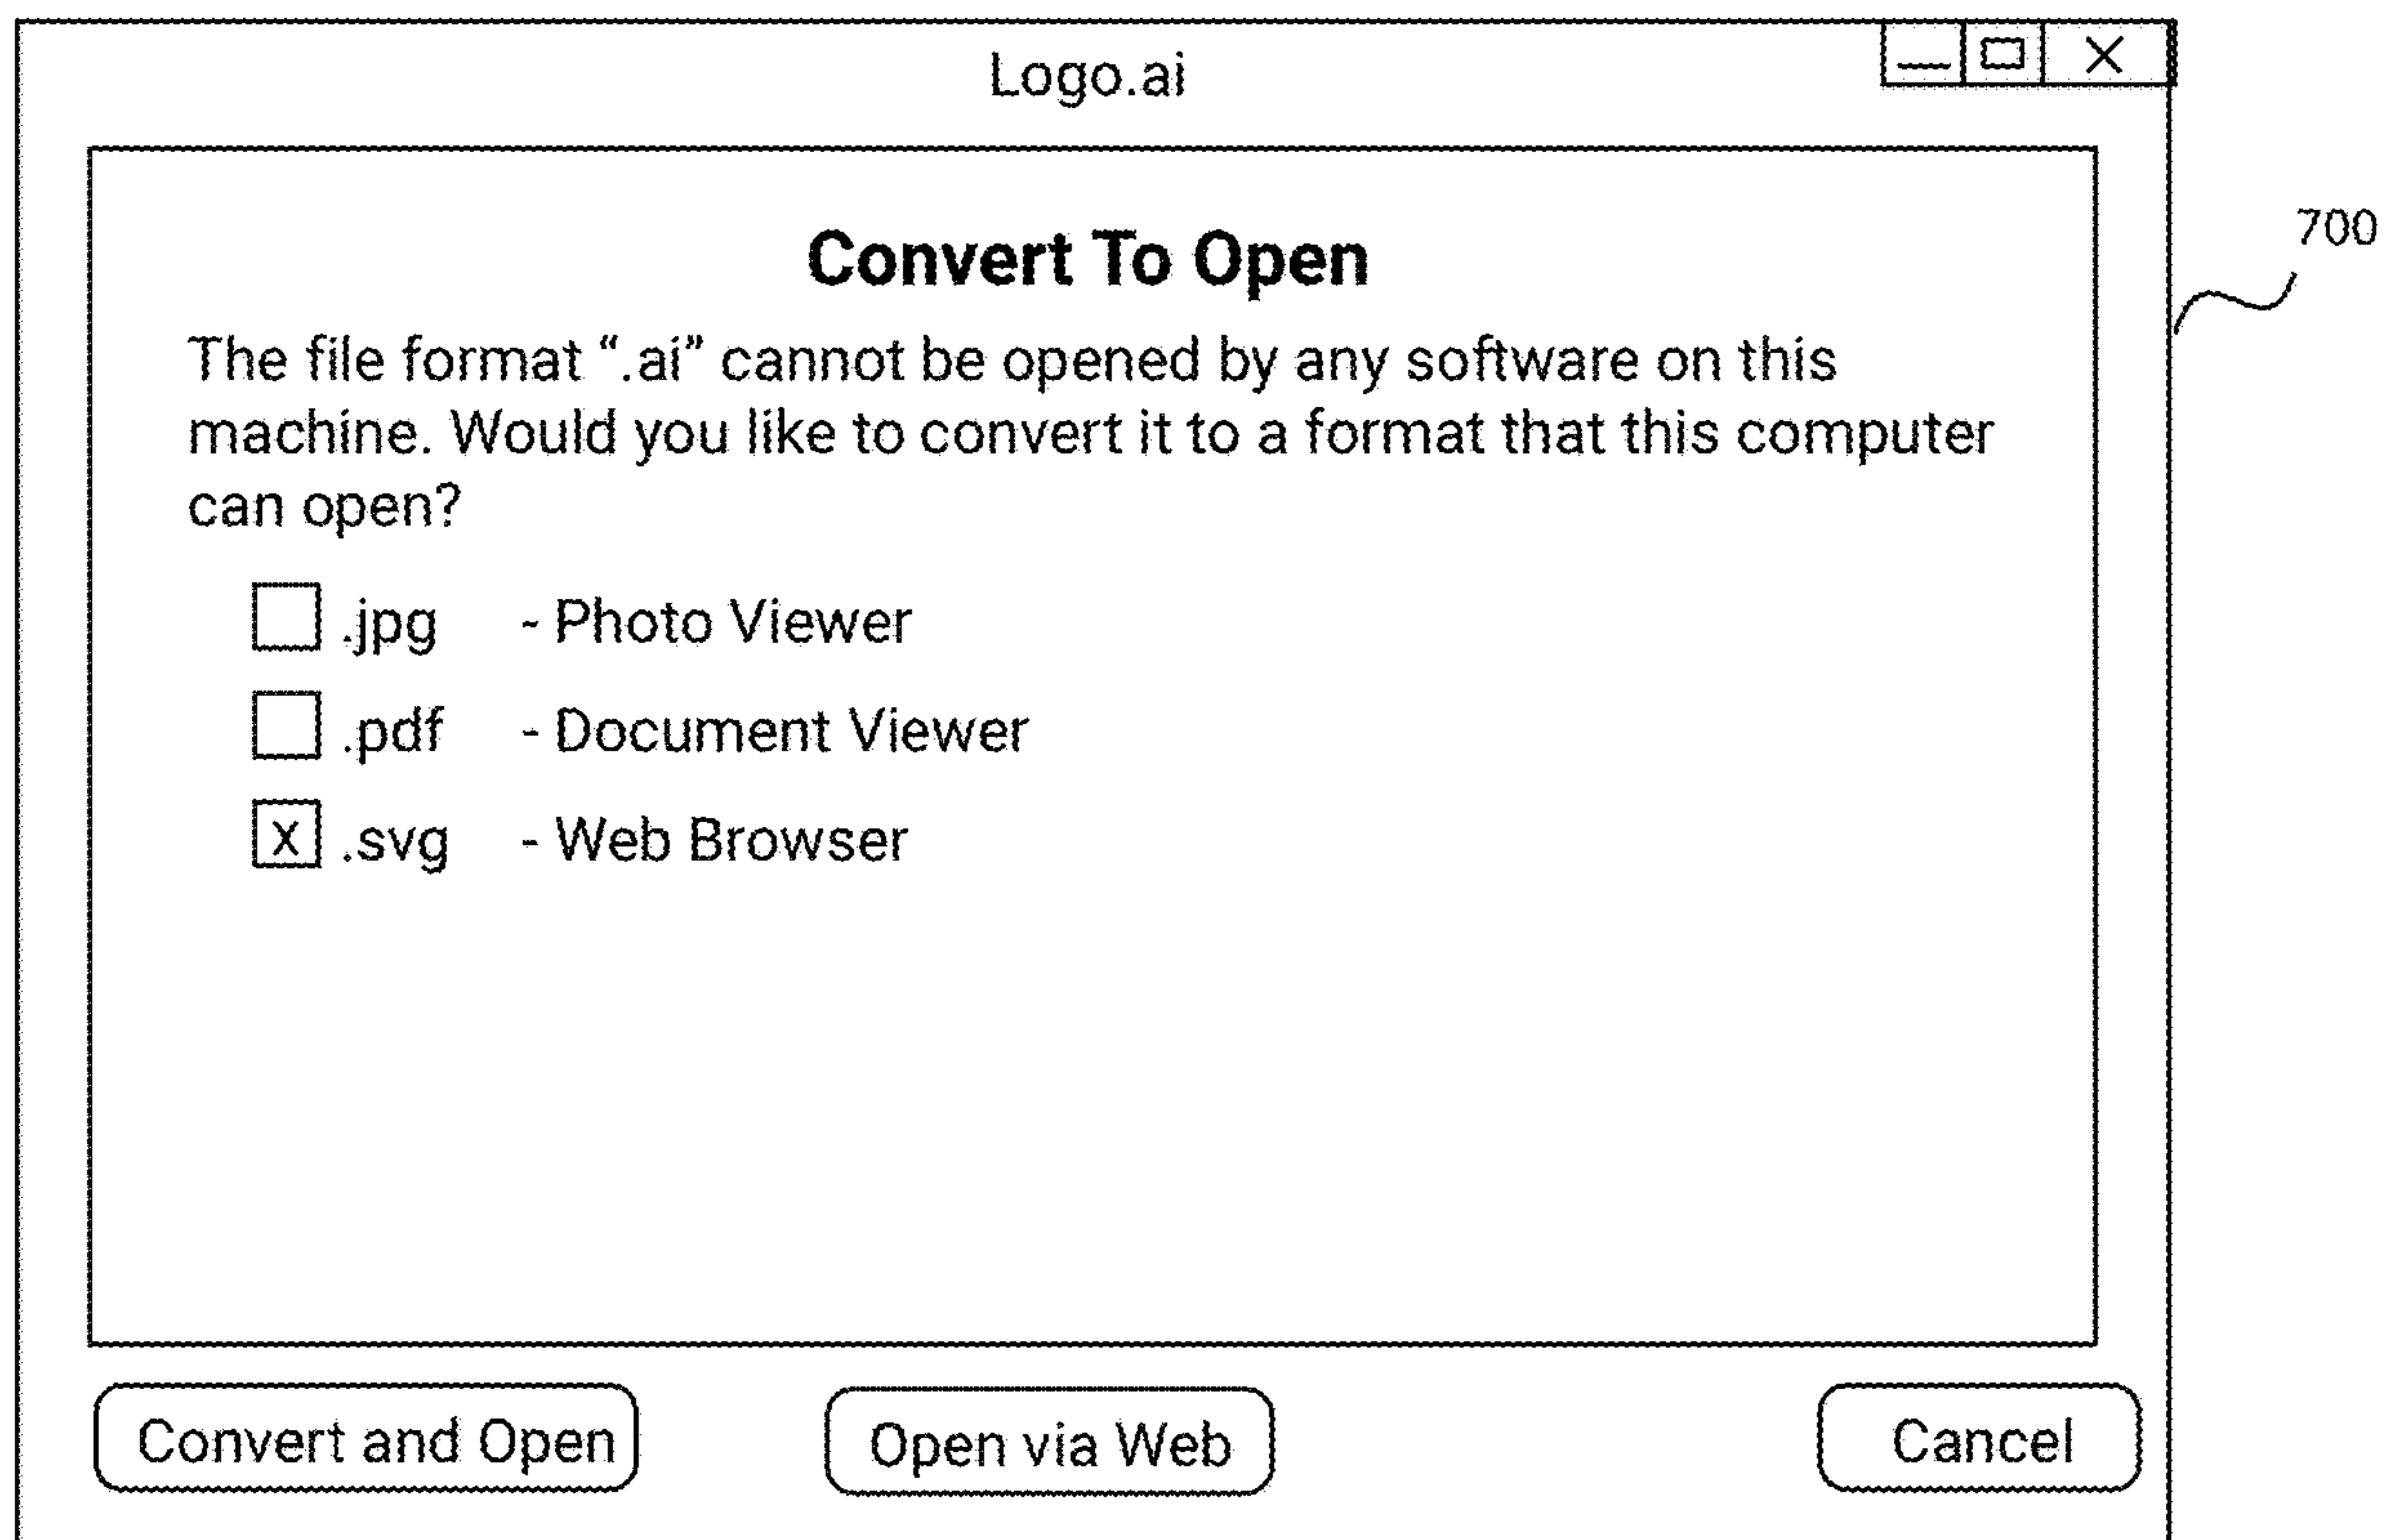 Logo.ai
700
Convert To Open
The file format “.ai” cannot be opened by any software on this
machine. Would you like to convert it to a format that this computer
can open?
.jpg - Photo Viewer
.pdf - Document Viewer
x .svg - Web Browser
Convert and Open
Open via Web
Cancel